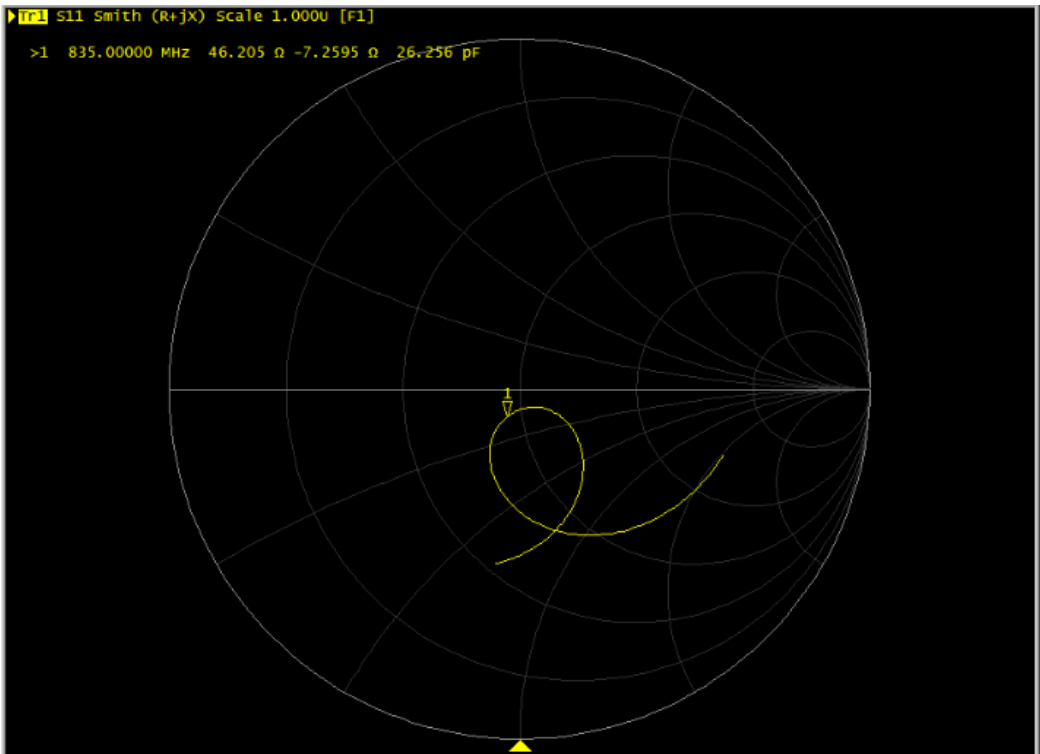 Tr1 S11 Smith (R+jX) Scale 1.000U [F1]
>1 835.00000 MHz 46.205 Ω -7.2595 Ω 26.256 pF
1